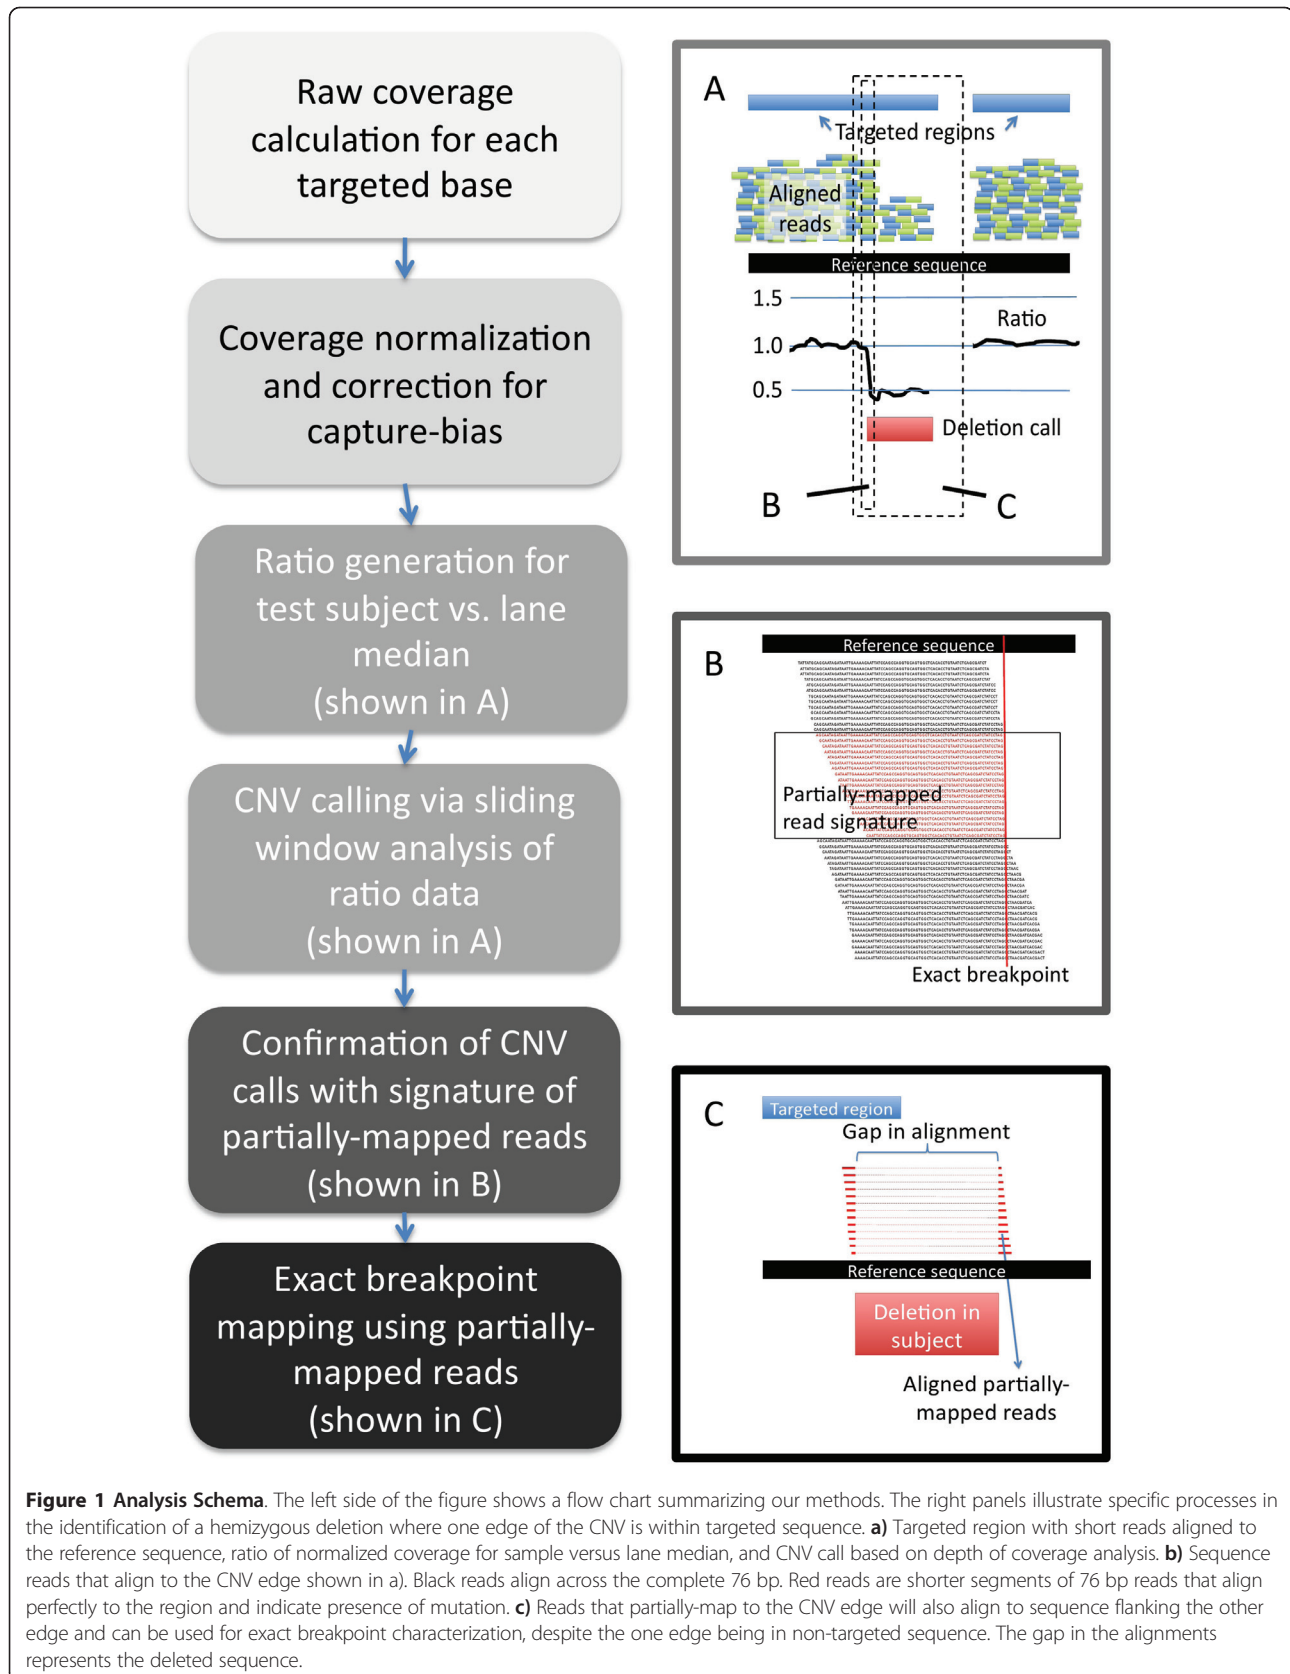 Raw coverage
calculation for each
targeted base
Coverage normalization
and correction for
capture-bias
Ratio generation for
test subject vs. lane
median
(shown in A)
CNV calling via sliding
window analysis of
ratio data
(shown in A)
Confirmation of CNV
calls with signature of
partially-mapped reads
(shown in B)
Exact breakpoint
mapping using partially-
mapped reads
(shown in C)
A
Targeted regions
Aligned
reads
Reference sequence
1.5
Ratio
1.0
0.5
Deletion call
B
C
B
Reference sequence
Partially-mapped
read signature
Exact breakpoint
C
Targeted region
Gap in alignment
Reference sequence
Deletion in
subject
Aligned partially-
mapped reads
Figure 1 Analysis Schema. The left side of the figure shows a flow chart summarizing our methods. The right panels illustrate specific processes in
the identification of a hemizygous deletion where one edge of the CNV is within targeted sequence. a) Targeted region with short reads aligned to
the reference sequence, ratio of normalized coverage for sample versus lane median, and CNV call based on depth of coverage analysis. b) Sequence
reads that align to the CNV edge shown in a). Black reads align across the complete 76 bp. Red reads are shorter segments of 76 bp reads that align
perfectly to the region and indicate presence of mutation. c) Reads that partially-map to the CNV edge will also align to sequence flanking the other
edge and can be used for exact breakpoint characterization, despite the one edge being in non-targeted sequence. The gap in the alignments
represents the deleted sequence.